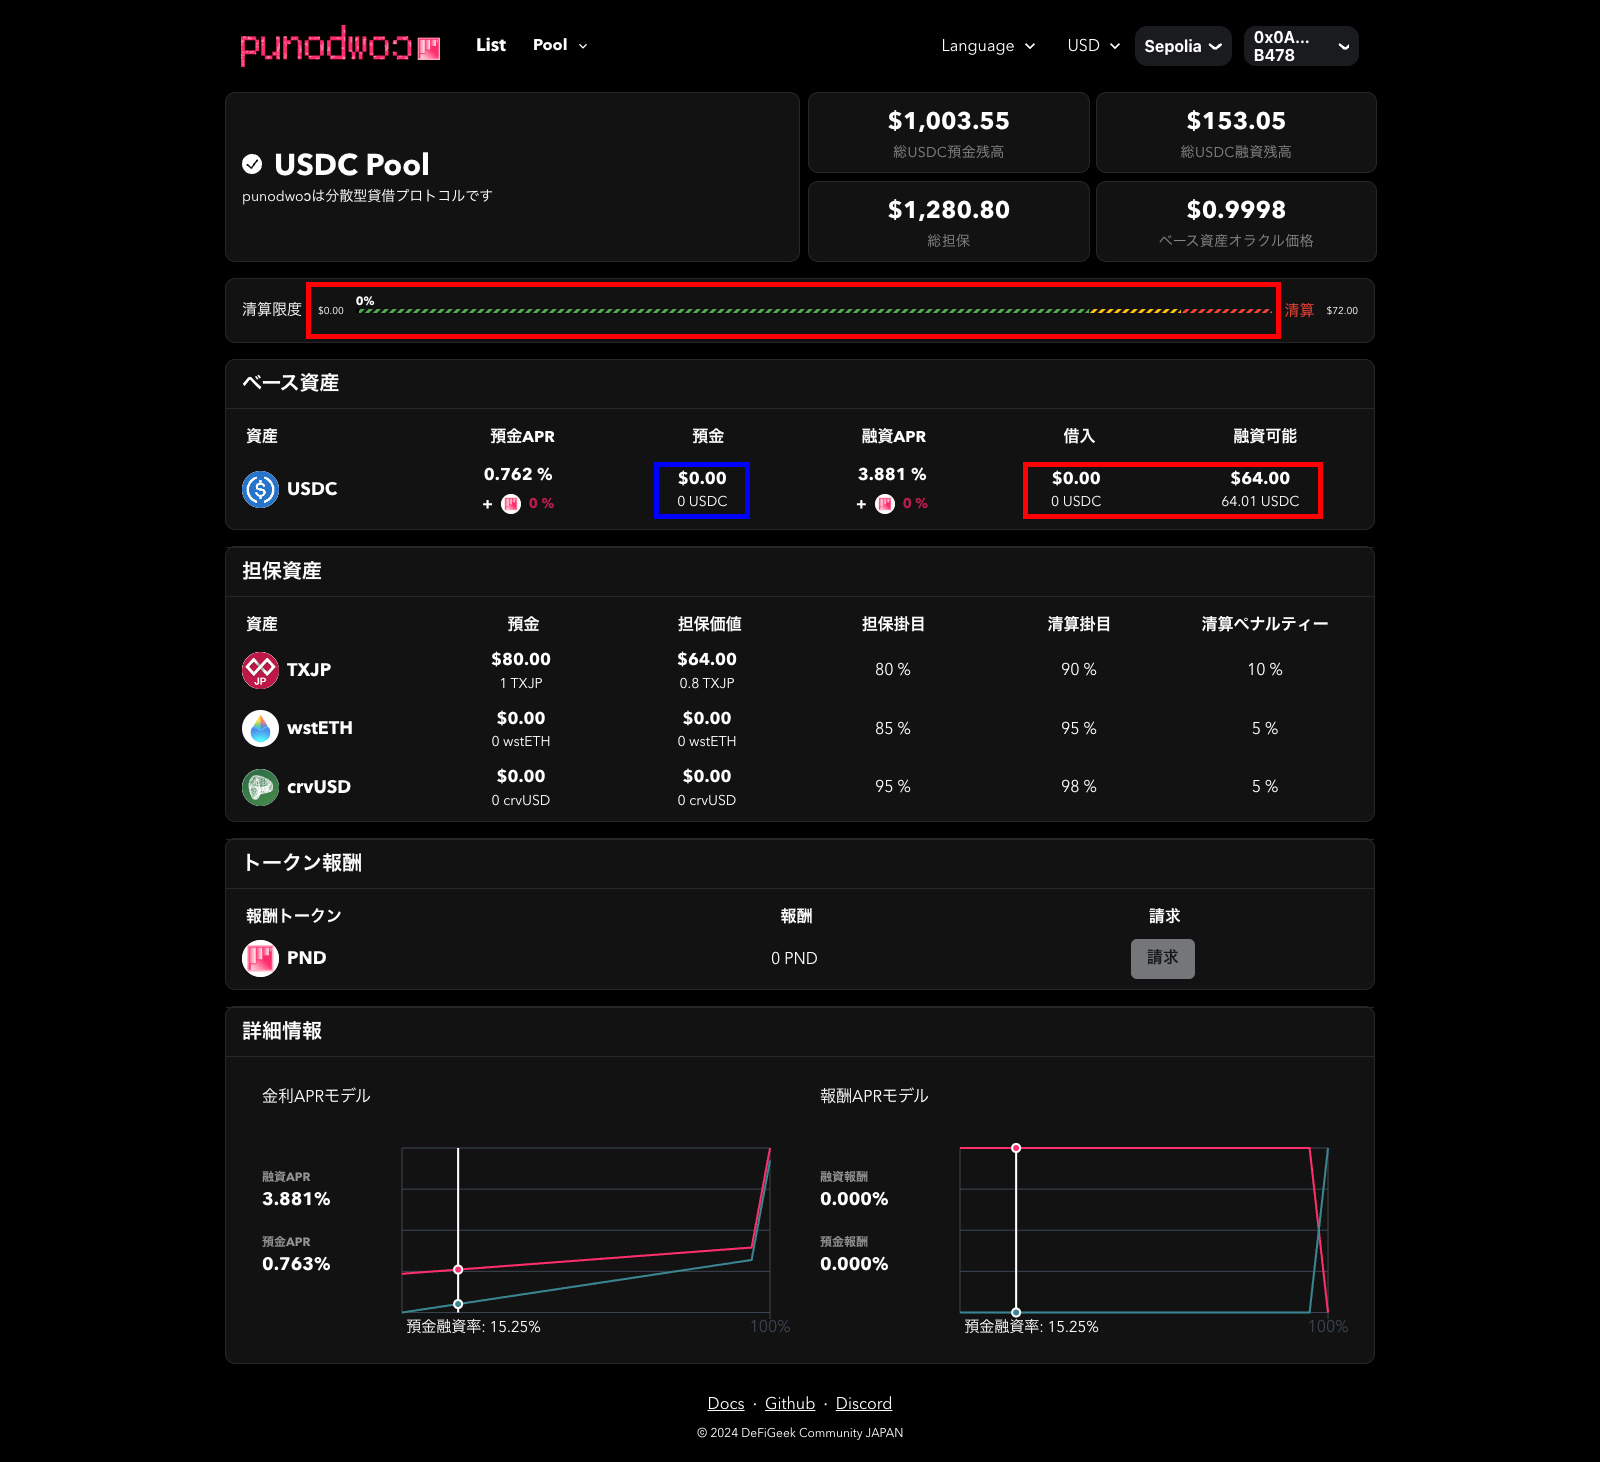 punodwoɔ
List
Pool
Language
USD
Sepolia
0x0A...
B478
USDC Pool
punodwoɔは分散型貸借プロトコルです
$1,003.55
総USDC預金残高
$153.05
総USDC融資残高
$1,280.80
総担保
$0.9998
ベース資産オラクル価格
清算限度
$0.00
0%
清算
$72.00
ベース資産
資産 預金APR 預金 融資APR 借入 融資可能
USDC
0.762 %
+ 0 %
$0.00
0 USDC
3.881 %
+ 0 %
$0.00
0 USDC
$64.00
64.01 USDC
担保資産
資産 預金 担保価値 担保掛目 清算掛目 清算ペナルティー
TXJP
$80.00
1 TXJP
$64.00
0.8 TXJP
80 %
90 %
10 %
wstETH
$0.00
0 wstETH
$0.00
0 wstETH
85 %
95 %
5 %
crvUSD
$0.00
0 crvUSD
$0.00
0 crvUSD
95 %
98 %
5 %
トークン報酬
報酬トークン 報酬 請求
PND
0 PND
請求
詳細情報
金利APRモデル
融資APR
3.881%
預金APR
0.763%
預金融資率: 15.25%
100%
報酬APRモデル
融資報酬
0.000%
預金報酬
0.000%
預金融資率: 15.25%
100%
Docs · Github · Discord
© 2024 DeFiGeek Community JAPAN